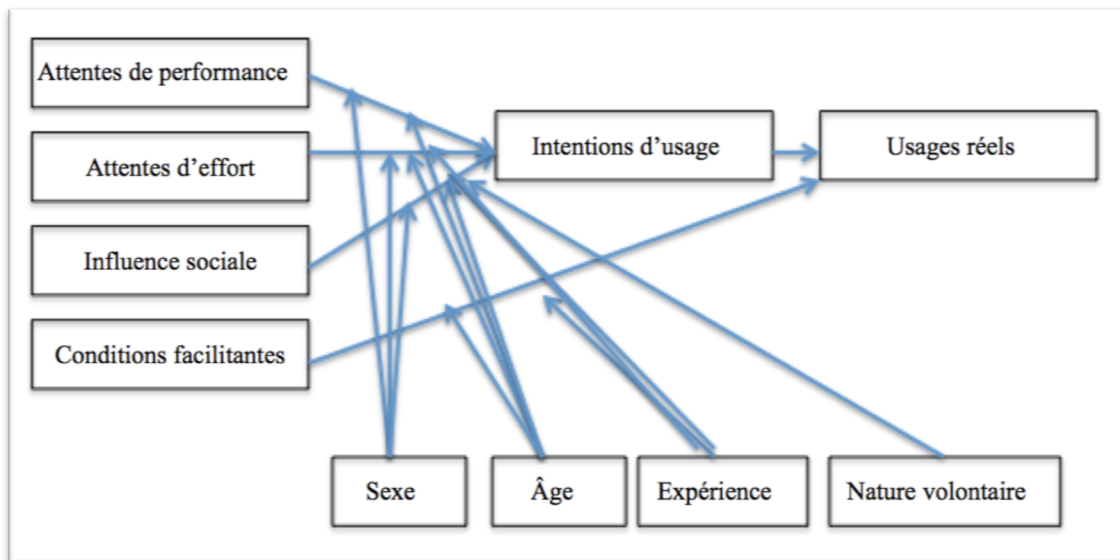 Attentes de performance
Attentes d’effort
Influence sociale
Conditions facilitantes
Intentions d’usage
Usages réels
Sexe
Âge
Expérience
Nature volontaire